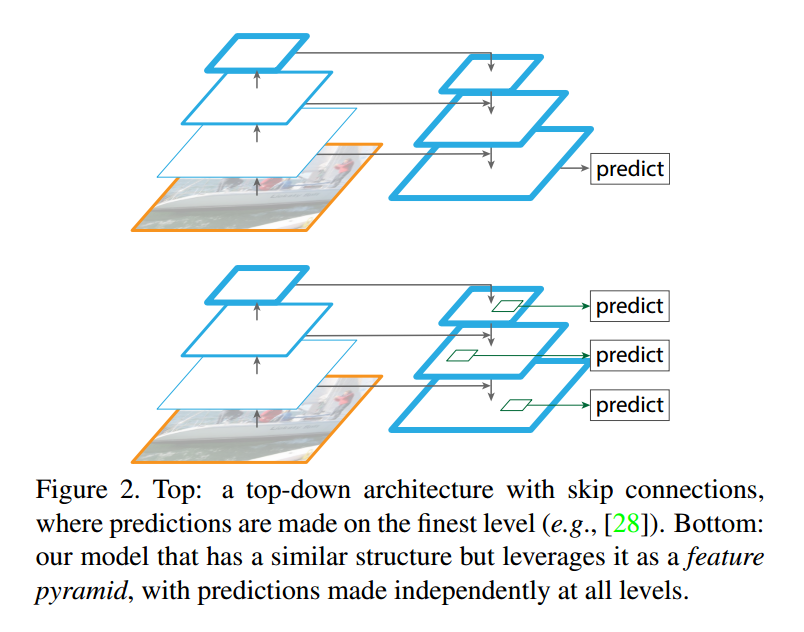 predict
predict
predict
predict
Figure 2. Top: a top-down architecture with skip connections,
where predictions are made on the finest level (e.g., [28]). Bottom:
our model that has a similar structure but leverages it as a feature
pyramid, with predictions made independently at all levels.